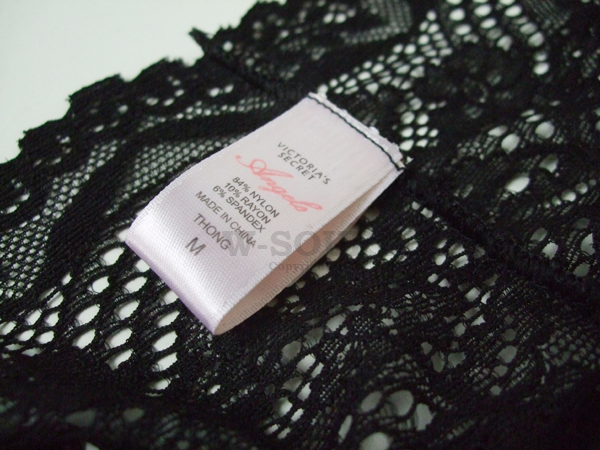 VICTORIA'S
SECRET
Angels
84% NYLON
10% RAYON
6% SPANDEX
MADE IN CHINA
THONG
M